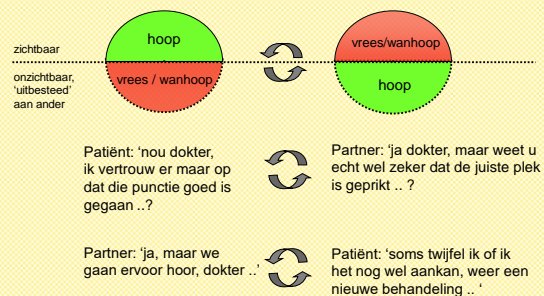 hoop
vrees/wanhoop
zichtbaar
onzichtbaar,
'uitbesteed'
aan ander
vrees / wanhoop
hoop
Patiënt: ‘nou dokter,
ik vertrouw er maar op
dat die punctie goed is
gegaan ..?
Partner: ‘ja dokter, maar weet u
echt wel zeker dat de juiste plek
is geprikt .. ?
Partner: ‘ja, maar we
gaan ervoor hoor, dokter ..’
Patiënt: ‘soms twijfel ik of ik
het nog wel aankan, weer een
nieuwe behandeling .. ‘